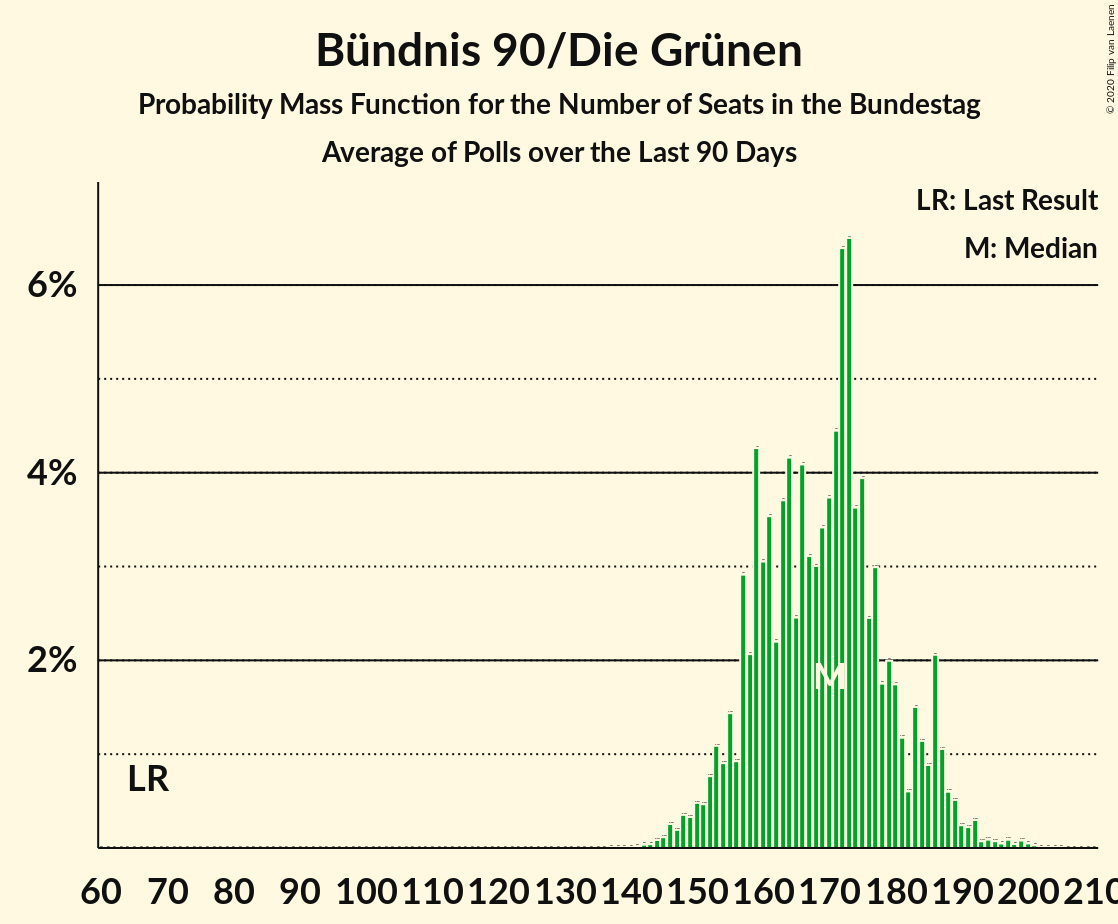 Bündnis 90/Die Grünen
Probability Mass Function for the Number of Seats in the Bundestag
Average of Polls over the Last 90 Days
© 2020 Filip van Laenen
LR: Last Result
M: Median
6%
4%
2%
M
LR
60 70 80 90 100 110 120 130 140 150 160 170 180 190 200 210